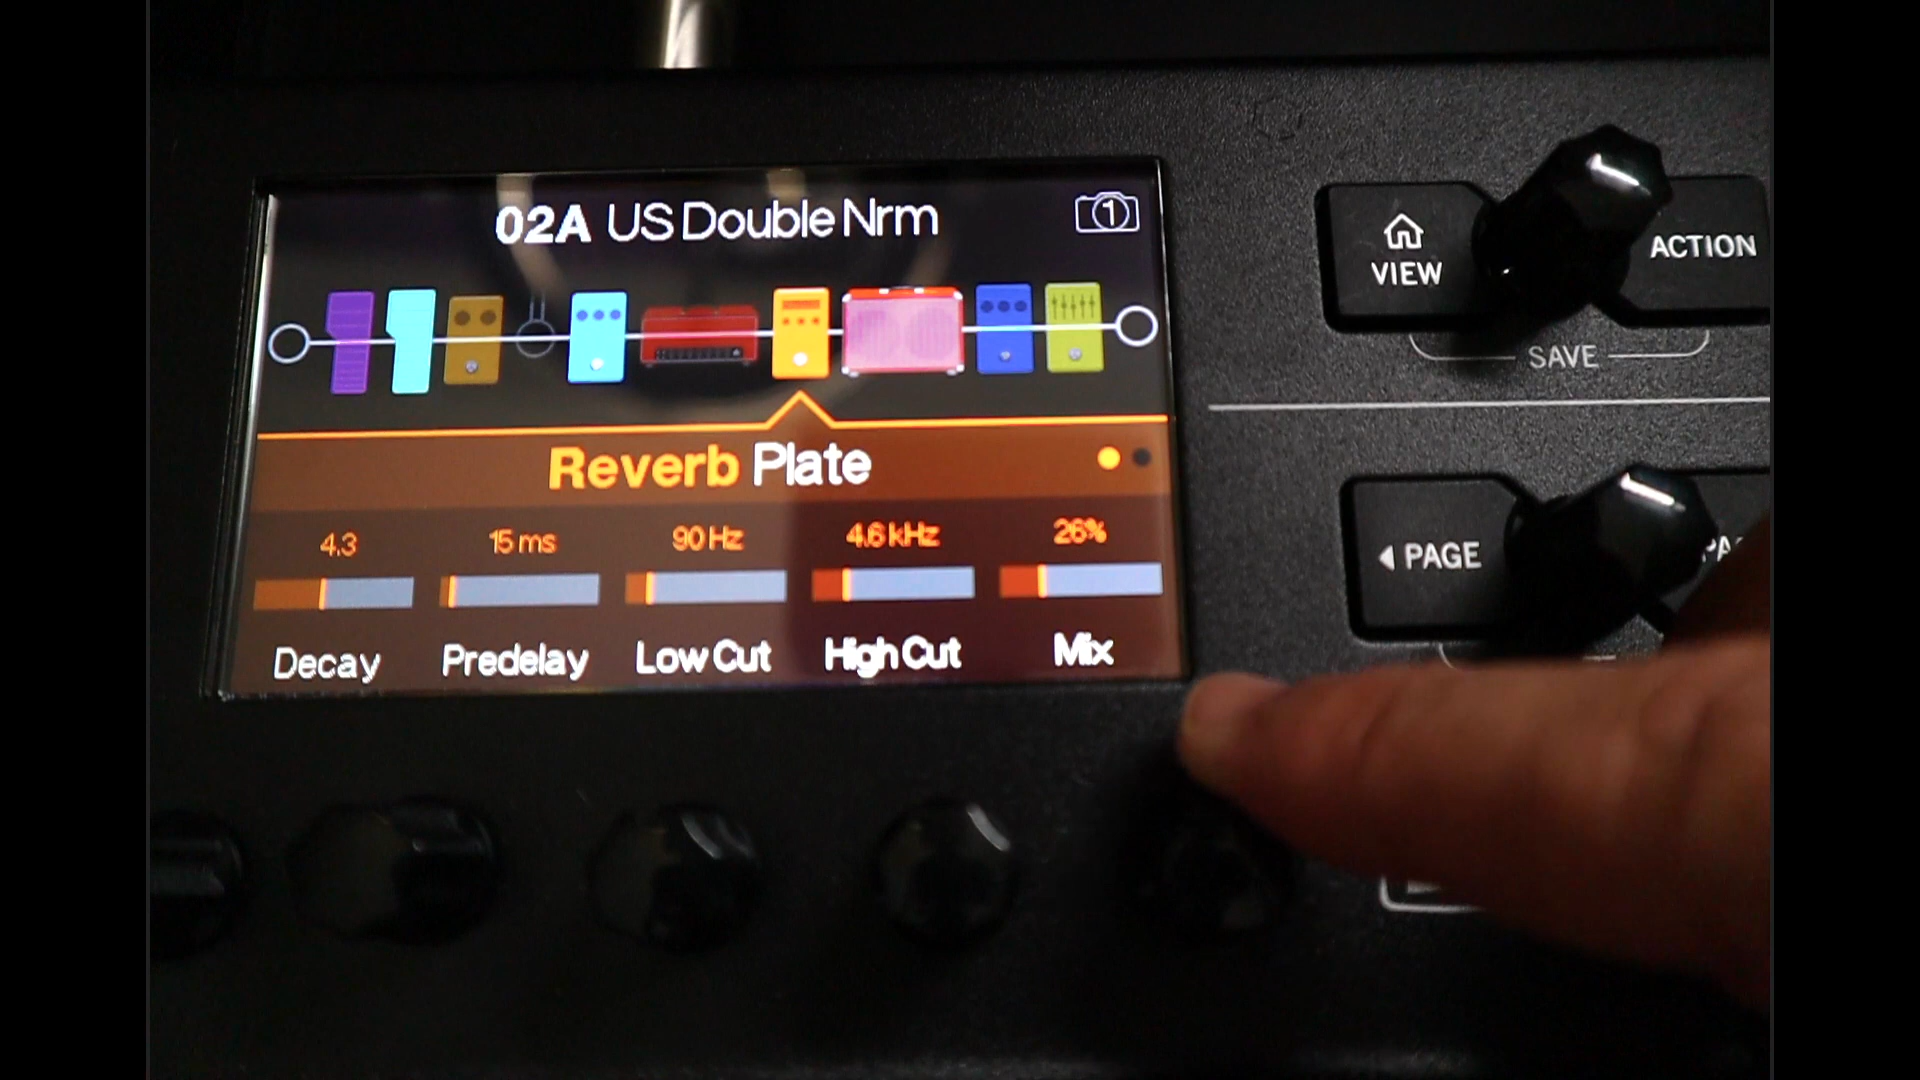 02A US Double Nrm
1
VIEW
ACTION
SAVE
Reverb Plate
4.3
15 ms
90 Hz
4.6 kHz
26%
PAGE
Decay
Predelay
Low Cut
High Cut
Mix